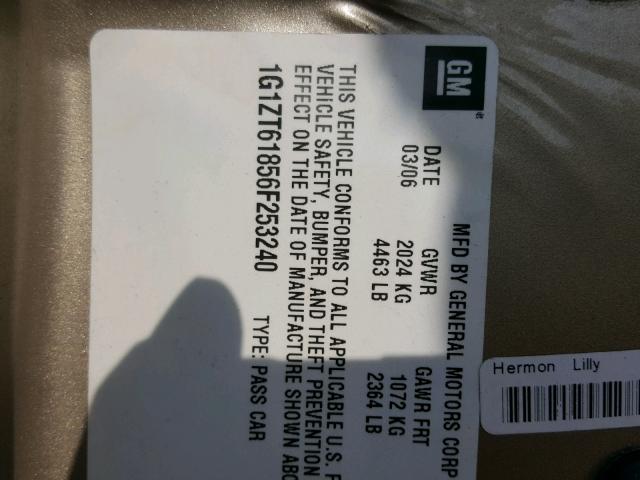 GM
MFD BY GENERAL MOTORS CORP
DATE GVWR GAWR FRT
03/06 2024 KG 1072 KG
4463 LB 2364 LB
THIS VEHICLE CONFORMS TO ALL APPLICABLE U.S. F
VEHICLE SAFETY, BUMPER, AND THEFT PREVENTION
EFFECT ON THE DATE OF MANUFACTURE SHOWN ABO
1G1ZT61856F253240 TYPE: PASS CAR
Hermon Lilly